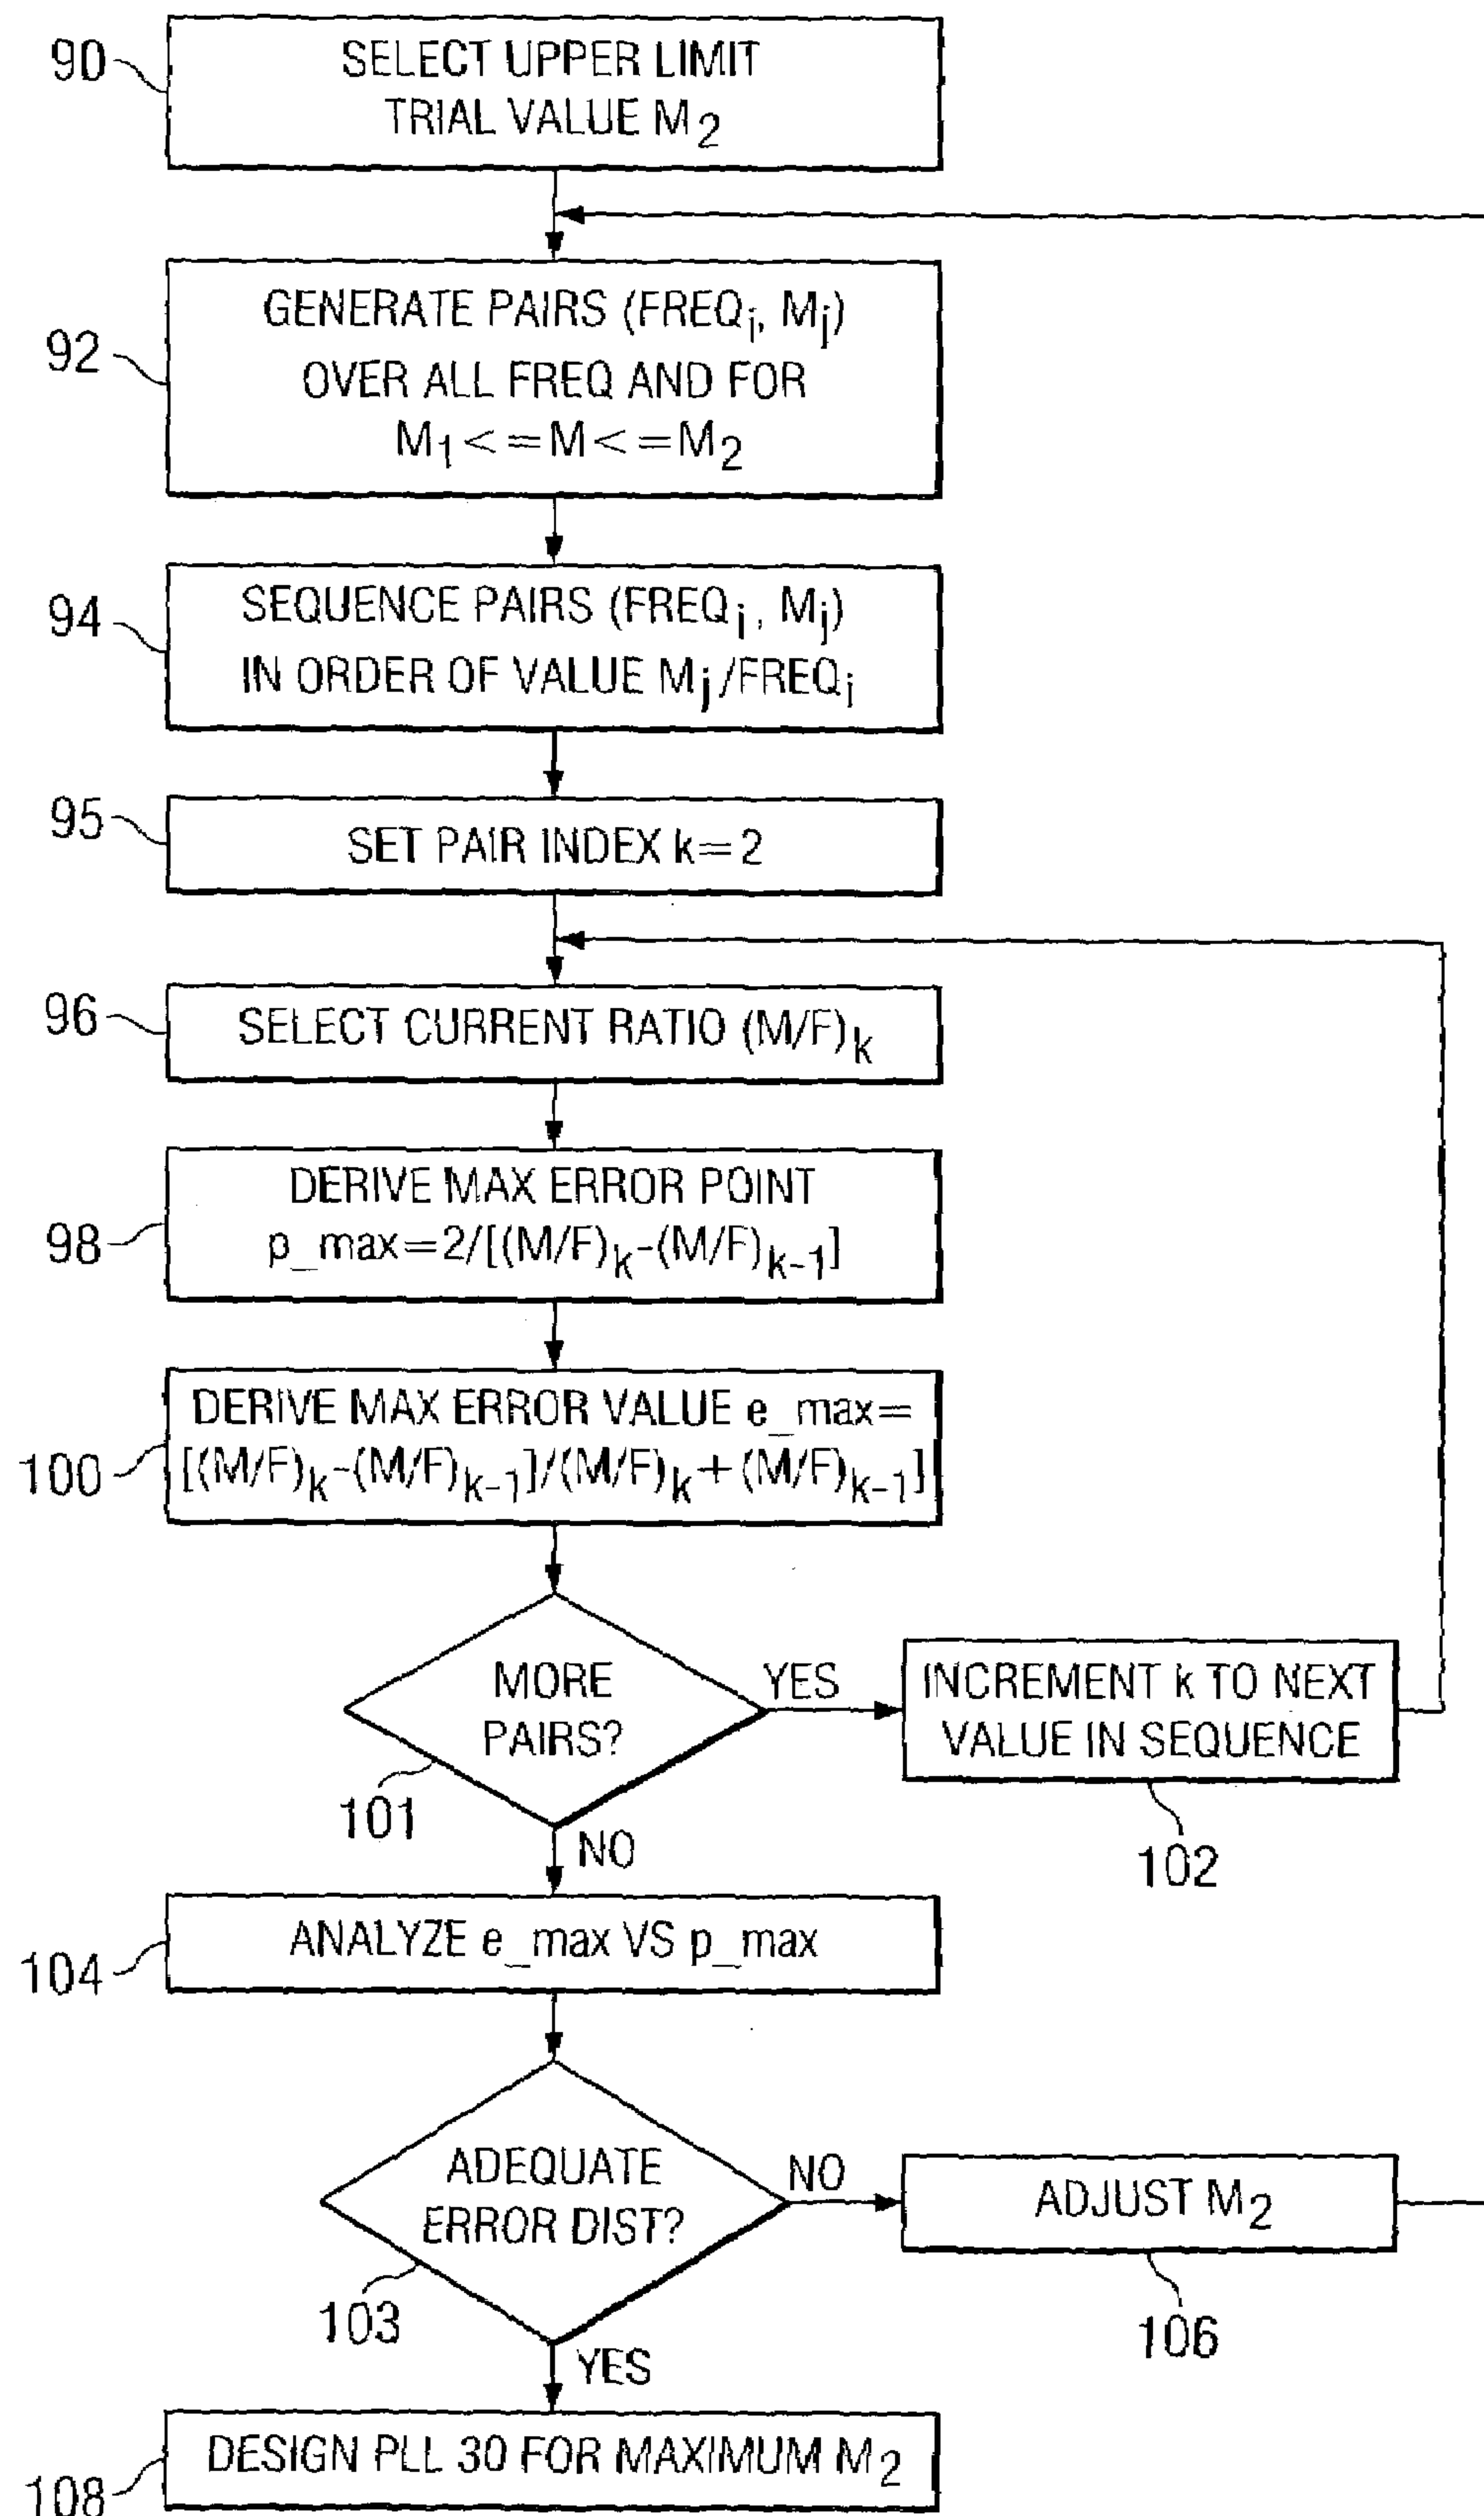 90
SELECT UPPER LIMIT
TRIAL VALUE M2
92
GENERATE PAIRS (FREQi, Mj)
OVER ALL FREQ AND FOR
M1<=M<=M2
94
SEQUENCE PAIRS (FREQi, Mj)
IN ORDER OF VALUE Mj/FREQi
95
SET PAIR INDEX k=2
96
SELECT CURRENT RATIO (M/F)k
98
DERIVE MAX ERROR POINT
p_max=2/[(M/F)k-(M/F)k-1]
100
DERIVE MAX ERROR VALUE e_max=
[(M/F)k-(M/F)k-1]/(M/F)k+(M/F)k-1]
MORE
PAIRS?
101
YES
INCREMENT k TO NEXT
VALUE IN SEQUENCE
102
NO
104
ANALYZE e_max VS p_max
ADEQUATE
ERROR DIST?
103
NO
ADJUST M2
106
YES
108
DESIGN PLL 30 FOR MAXIMUM M2